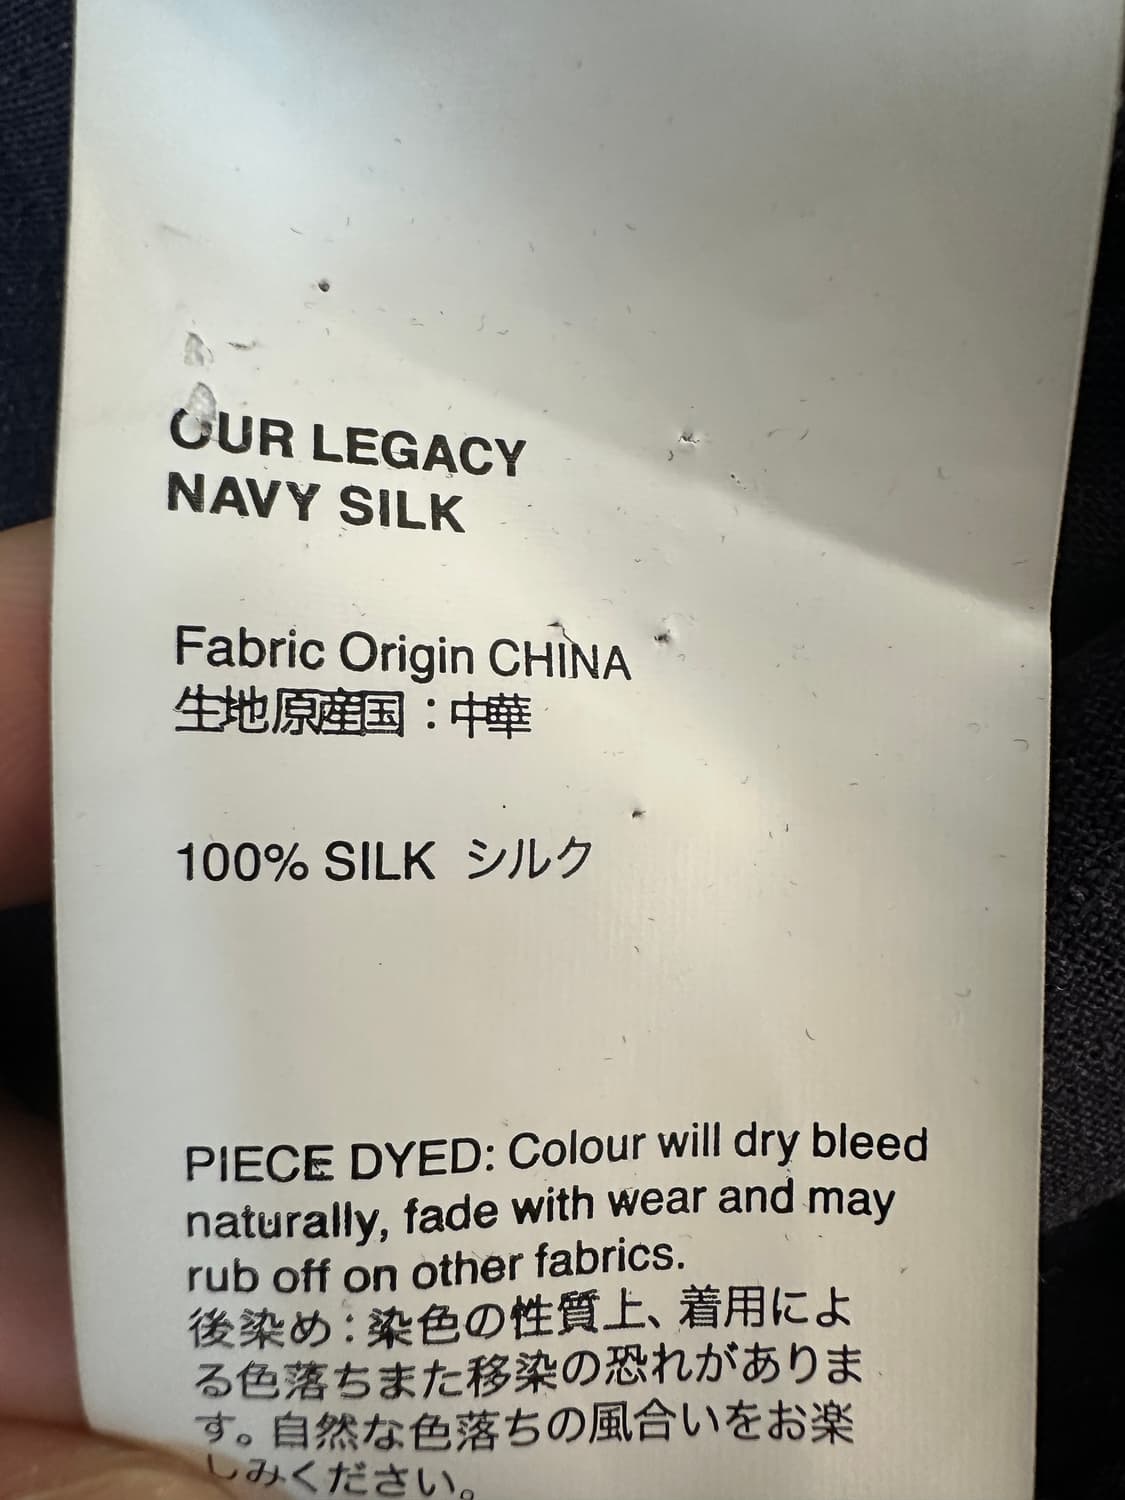 OUR LEGACY
NAVY SILK
Fabric Origin CHINA
生地原産国：中華
100% SILK シルク
PIECE DYED: Colour will dry bleed
naturally, fade with wear and may
rub off on other fabrics.
後染め：染色の性質上、着用によ
る色落ちまた移染の恐れがありま
す。自然な色落ちの風合いをお楽
しみください。